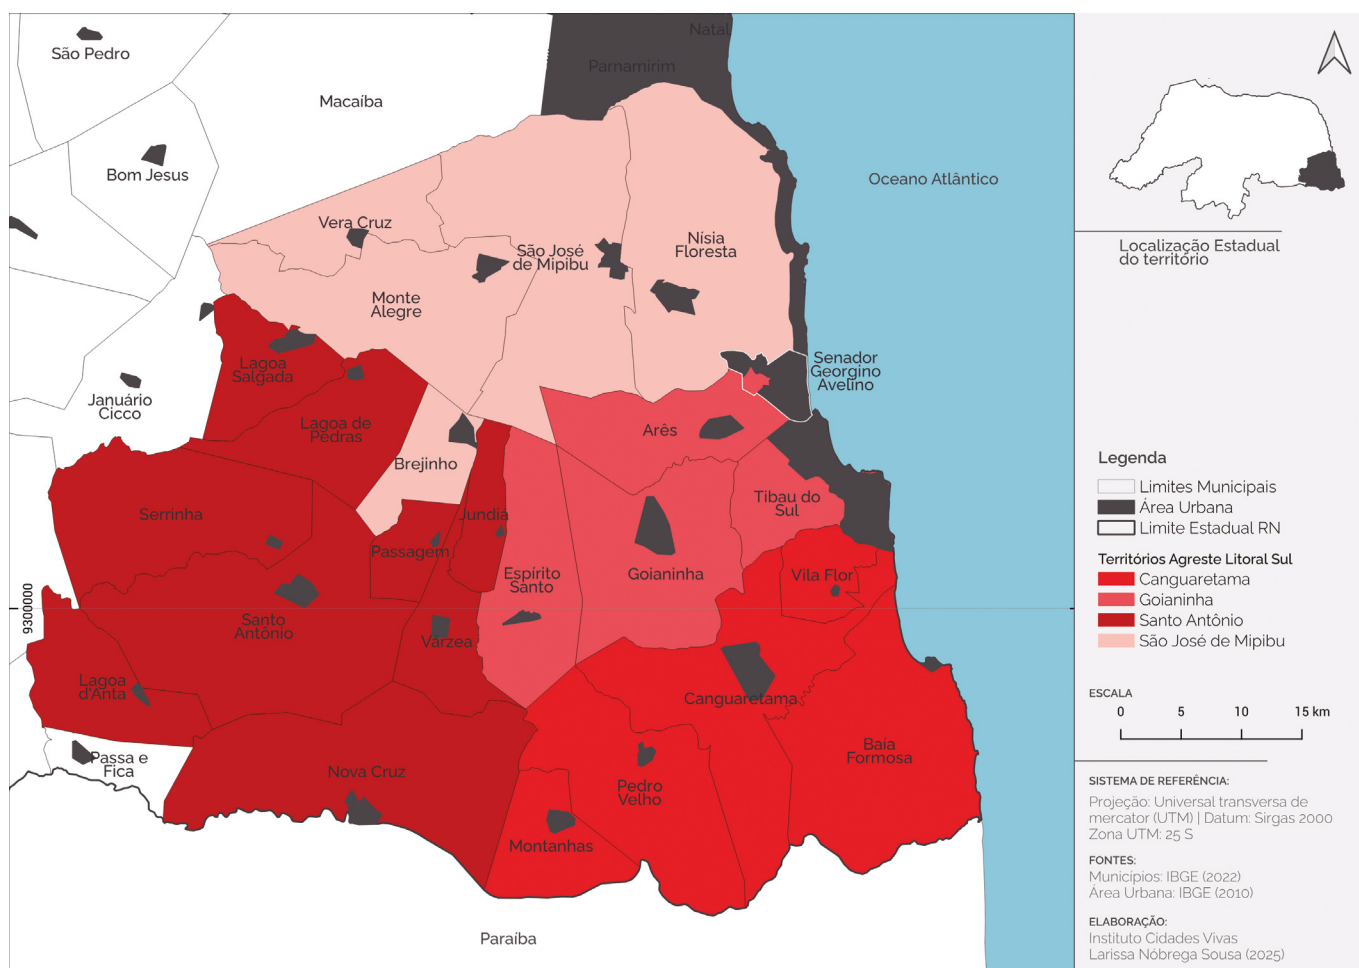 Natal
São Pedro
Parnamirim
Macaíba
Bom Jesus
Oceano Atlântico
Vera Cruz
São José
de Mipibu
Nísia
Floresta
Monte
Alegre
Lagoa
Salgada
Senador
Georgino
Avelino
Januário
Cicco
Lagoa de
Pedras
Arês
Brejinho
Tibau do
Sul
Serrinha
Jundia
Passagem
Espírito
Santo
Goianinha
Vila Flor
9300000
Santo
Antônio
Várzea
Lagoa
d'Anta
Canguaretama
Passa e
Fica
Nova Cruz
Baía
Formosa
Pedro
Velho
Montanhas
Paraíba
Localização Estadual
do território
Legenda
Limites Municipais
Área Urbana
Limite Estadual RN
Territórios Agreste Litoral Sul
Canguaretama
Goianinha
Santo Antônio
São José de Mipibu
ESCALA
0 5 10 15 km
SISTEMA DE REFERÊNCIA:
Projeção: Universal transversa de
mercator (UTM) | Datum: Sirgas 2000
Zona UTM: 25 S
FONTES:
Municípios: IBGE (2022)
Área Urbana: IBGE (2010)
ELABORAÇÃO:
Instituto Cidades Vivas
Larissa Nóbrega Sousa (2025)